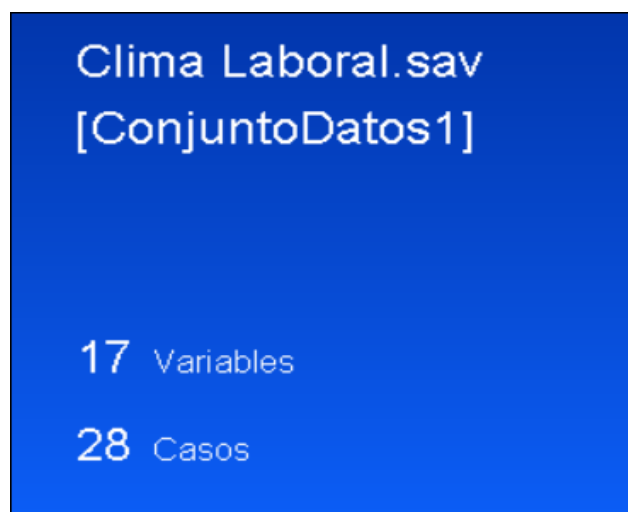 Clima Laboral.sav
[ConjuntoDatos1]
17 Variables
28 Casos